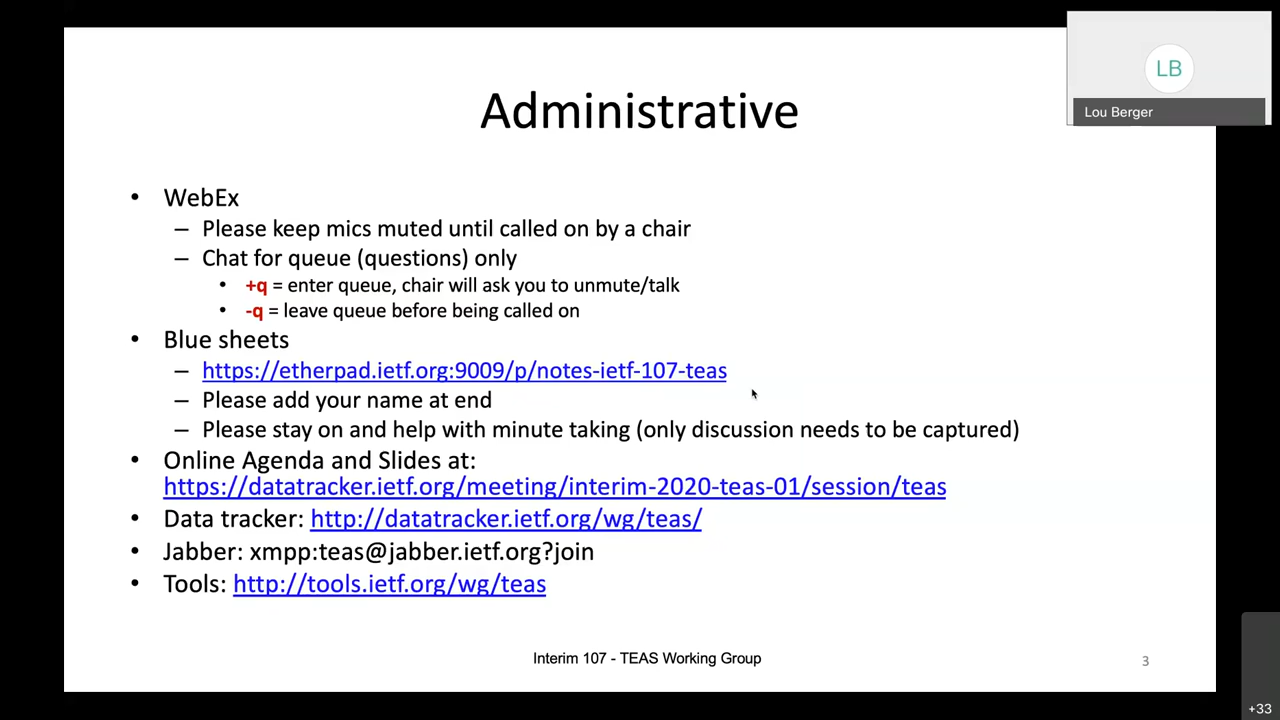 LB
Lou Berger
Administrative
• WebEx
– Please keep mics muted until called on by a chair
– Chat for queue (questions) only
• +q = enter queue, chair will ask you to unmute/talk
• -q = leave queue before being called on
• Blue sheets
– https://etherpad.ietf.org:9009/p/notes-ietf-107-teas
– Please add your name at end
– Please stay on and help with minute taking (only discussion needs to be captured)
• Online Agenda and Slides at:
https://datatracker.ietf.org/meeting/interim-2020-teas-01/session/teas
• Data tracker: http://datatracker.ietf.org/wg/teas/
• Jabber: xmpp:teas@jabber.ietf.org?join
• Tools: http://tools.ietf.org/wg/teas
Interim 107 - TEAS Working Group
3
+33